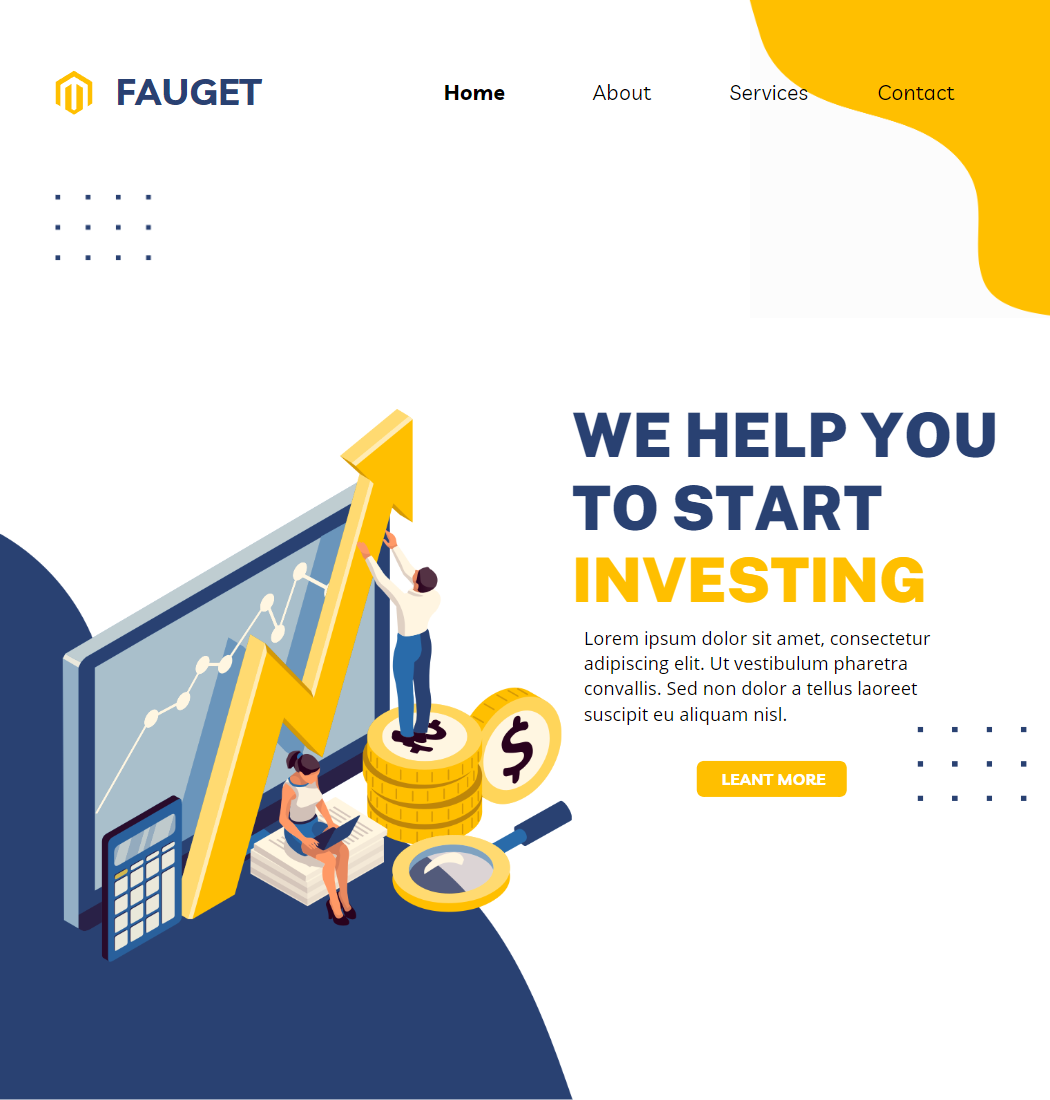 FAUGET
Home About Services Contact
WE HELP YOU
TO START
INVESTING
Lorem ipsum dolor sit amet, consectetur
adipiscing elit. Ut vestibulum pharetra
convallis. Sed non dolor a tellus laoreet
suscipit eu aliquam nisl.
LEANT MORE
$
$